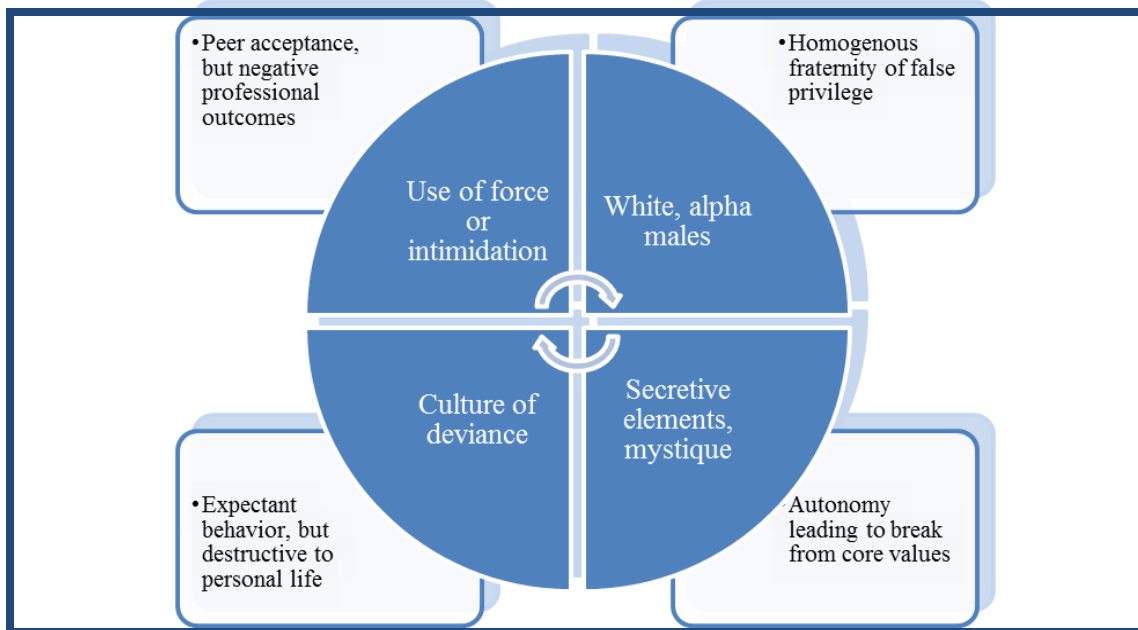 •Peer acceptance,
but negative
professional
outcomes
•Homogenous
fraternity of false
privilege
Use of force
or
intimidation
White, alpha
males
Culture of
deviance
Secretive
elements,
mystique
•Expectant
behavior, but
destructive to
personal life
•Autonomy
leading to break
from core values